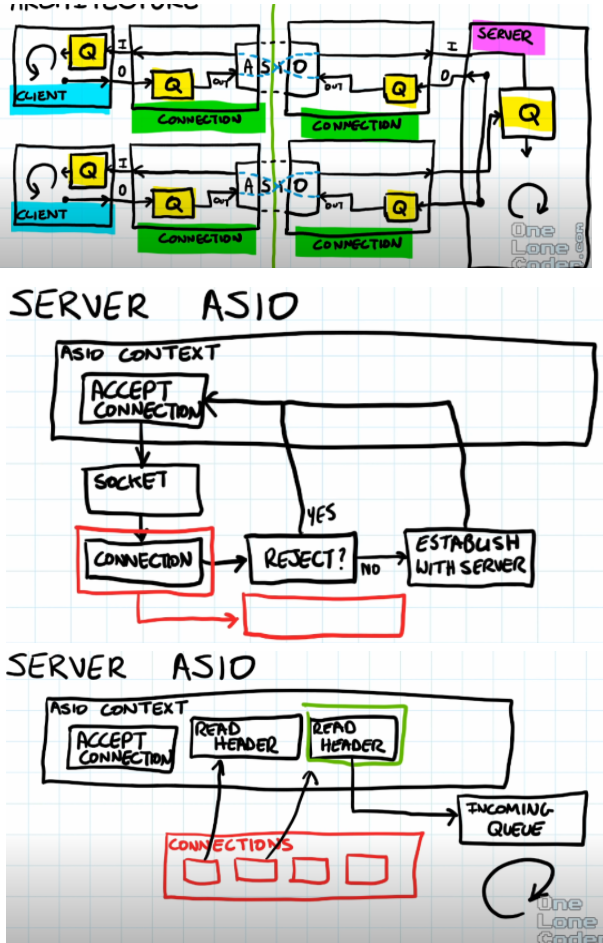 ARCHITECTURE
Q I
O Q OUT
CLIENT
CONNECTION
ASIO
OUT Q
CONNECTION
I
O
SERVER
Q
Q I
O Q OUT
CLIENT
CONNECTION
ASIO
OUT Q
CONNECTION
One
Lone
Coder.com
SERVER ASIO
ASIO CONTEXT
ACCEPT
CONNECTION
SOCKET
CONNECTION
REJECT?
YES
NO
ESTABLISH
WITH SERVER
SERVER ASIO
ASIO CONTEXT
ACCEPT
CONNECTION
READ
HEADER
READ
HEADER
INCOMING
QUEUE
CONNECTIONS
One
Lone
Coder